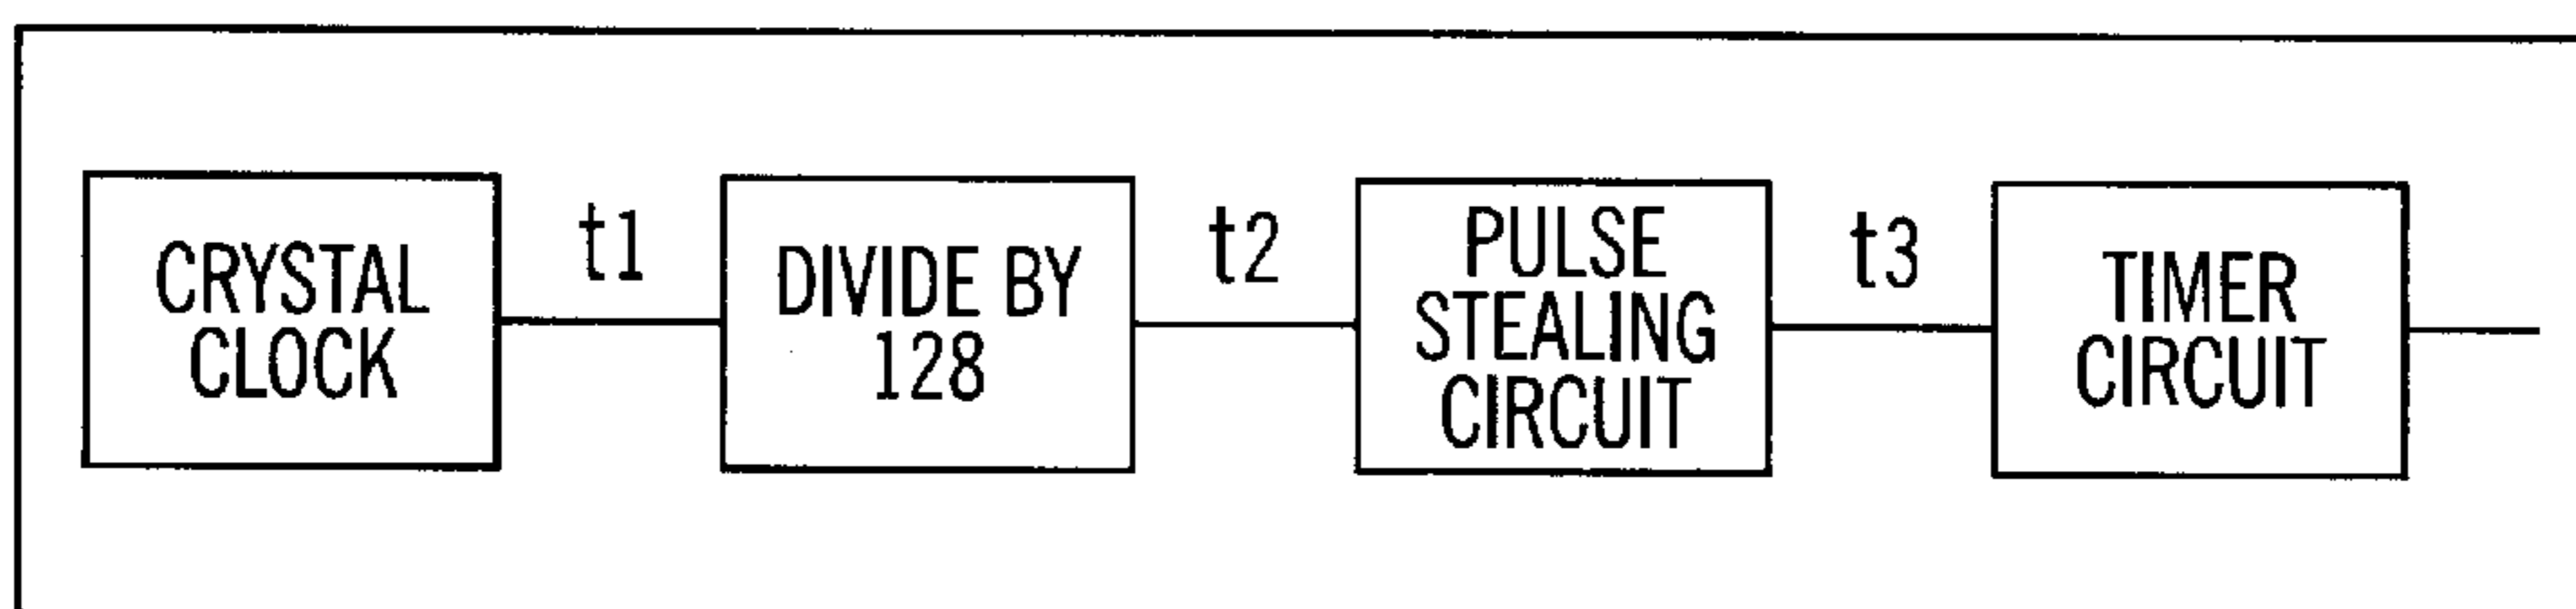 CRYSTAL
CLOCK
t1
DIVIDE BY
128
t2
PULSE
STEALING
CIRCUIT
t3
TIMER
CIRCUIT